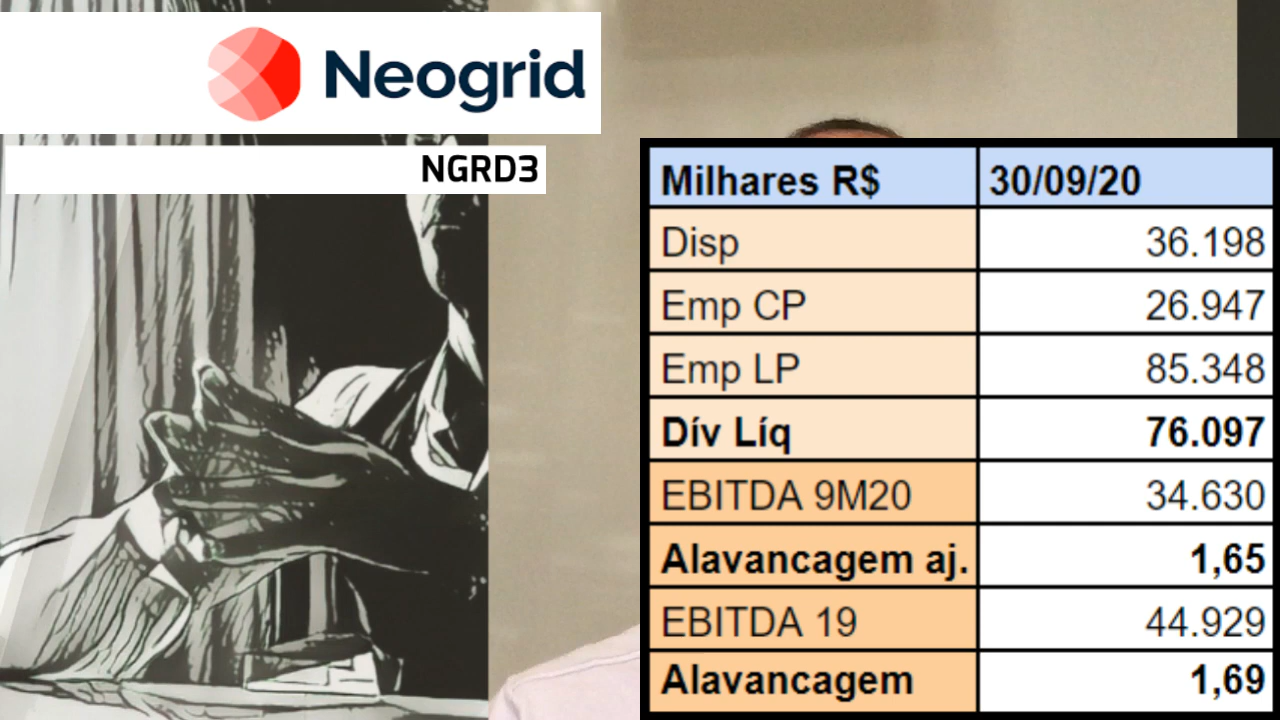 Neogrid
NGRD3
Milhares R$ 30/09/20
Disp 36.198
Emp CP 26.947
Emp LP 85.348
Dív Líq 76.097
EBITDA 9M20 34.630
Alavancagem aj. 1,65
EBITDA 19 44.929
Alavancagem 1,69